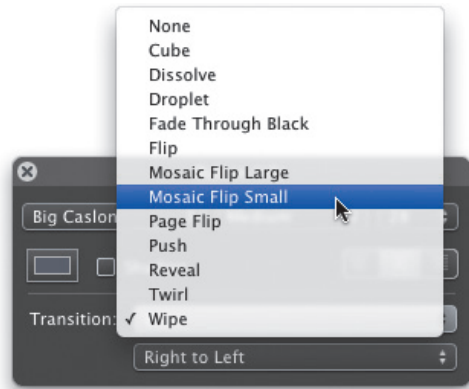 None
Cube
Dissolve
Droplet
Fade Through Black
Flip
Mosaic Flip Large
Mosaic Flip Small
Big Caslon
Page Flip
Push
Reveal
Twirl
Transition: ✓ Wipe
Right to Left